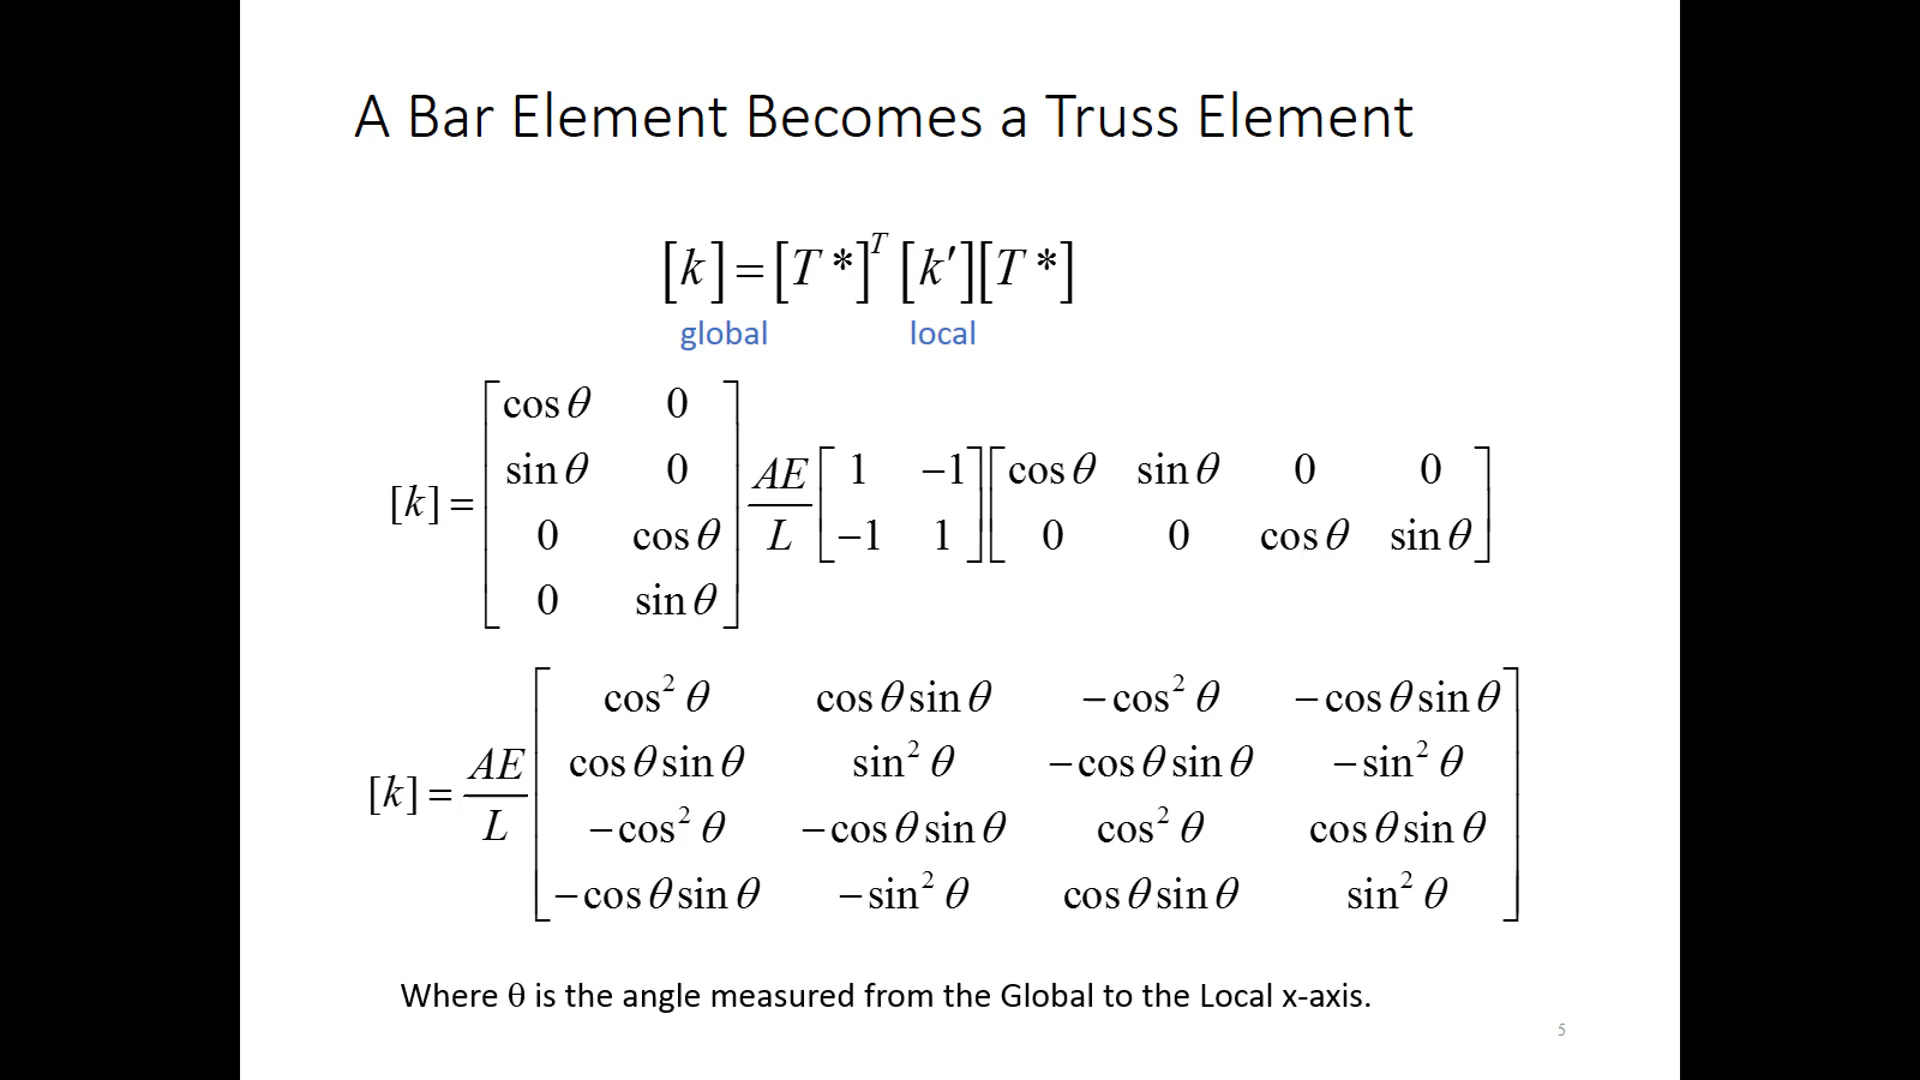 A Bar Element Becomes a Truss Element
[k] = [T *]ᵀ [k′][T *]
global local
[k] = [cos θ 0; sin θ 0; 0 cos θ; 0 sin θ] AE/L [1 −1; −1 1] [cos θ sin θ 0 0; 0 0 cos θ sin θ]
[k] = AE/L [cos² θ cos θ sin θ −cos² θ −cos θ sin θ; cos θ sin θ sin² θ −cos θ sin θ −sin² θ; −cos² θ −cos θ sin θ cos² θ cos θ sin θ; −cos θ sin θ −sin² θ cos θ sin θ sin² θ]
Where θ is the angle measured from the Global to the Local x-axis.
5